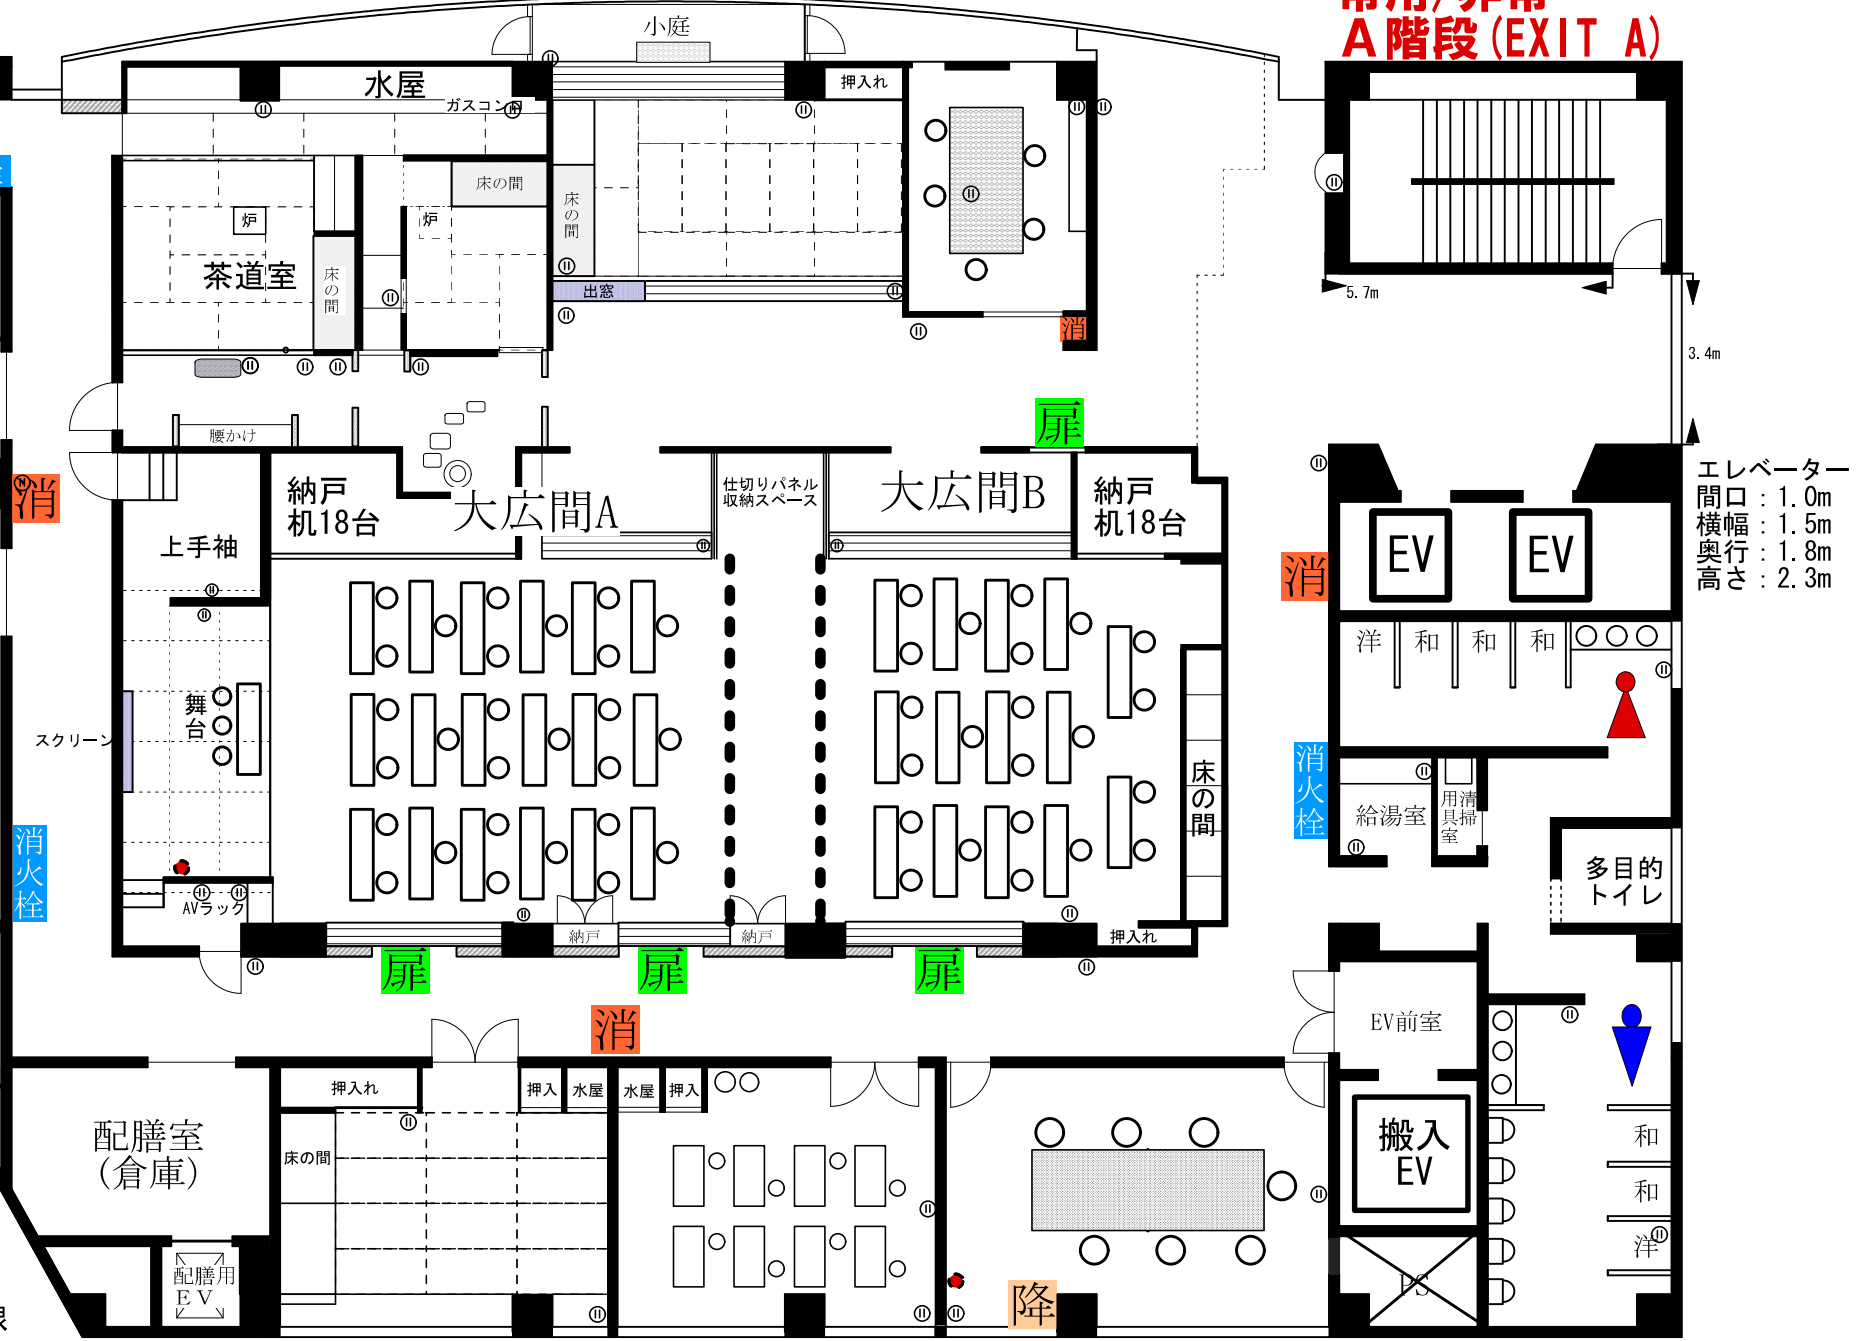 A階段(EXIT A)
小庭
水屋
ガスコンロ
押入れ
床の間
炉
炉
床の間
茶道室
床の間
出窓
消
5.7m
3.4m
腰かけ
扉
納戸
机18台
大広間A
仕切りパネル
収納スペース
大広間B
納戸
机18台
エレベーター
間口：1.0m
横幅：1.5m
奥行：1.8m
高さ：2.3m
消
上手袖
EV
EV
消
洋
和
和
和
舞台
スクリーン
床の間
消火栓
給湯室
清掃用具室
消火栓
多目的
トイレ
AVラック
納戸
納戸
押入れ
扉
扉
扉
消
EV前室
押入れ
押入
水屋
水屋
押入
配膳室
(倉庫)
床の間
搬入
EV
和
和
洋
配膳用
EV
降
PS